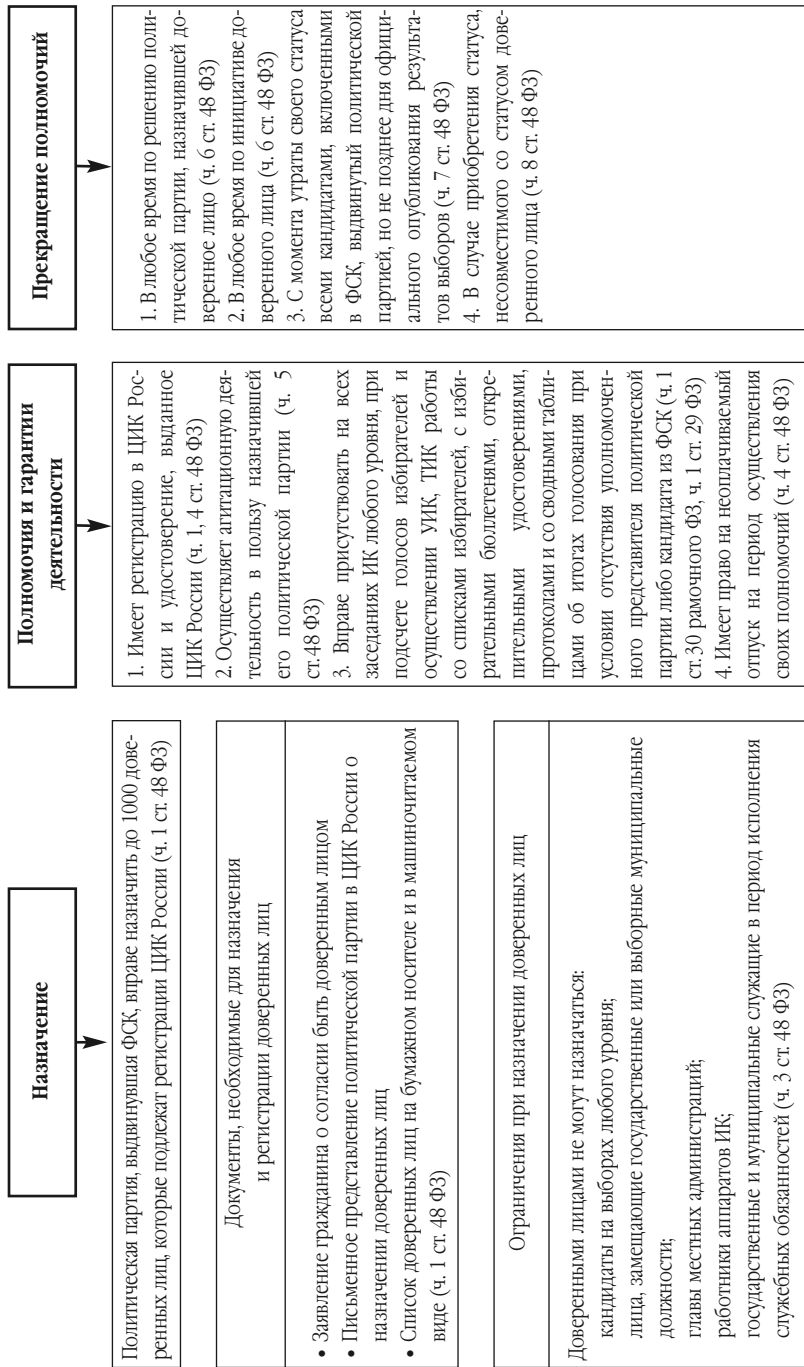 Назначение
Политическая партия, выдвинувшая ФСК, вправе назначить до 1000 дове-
ренных лиц, которые подлежат регистрации ЦИК России (ч. 1 ст. 48 ФЗ)
Документы, необходимые для назначения
и регистрации доверенных лиц
• Заявление гражданина о согласии быть доверенным лицом
• Письменное представление политической партии в ЦИК России о
назначении доверенных лиц
• Список доверенных лиц на бумажном носителе и в машиночитаемом
виде (ч. 1 ст. 48 ФЗ)
Ограничения при назначении доверенных лиц
Доверенными лицами не могут назначаться:
кандидаты на выборах любого уровня;
лица, замещающие государственные или выборные муниципальные
должности;
главы местных администраций;
работники аппаратов ИК;
государственные и муниципальные служащие в период исполнения
служебных обязанностей (ч. 3 ст. 48 ФЗ)
Полномочия и гарантии
деятельности
1. Имеет регистрацию в ЦИК Рос-
сии и удостоверение, выданное
ЦИК России (ч. 1, 4 ст. 48 ФЗ)
2. Осуществляет агитационную дея-
тельность в пользу назначившей
его политической партии (ч. 5
ст. 48 ФЗ)
3. Вправе присутствовать на всех
заседаниях ИК любого уровня, при
подсчете голосов избирателей и
осуществлении УИК, ТИК работы
со списками избирателей, с изби-
рательными бюллетенями, откре-
пительными удостоверениями,
протоколами и со сводными табли-
цами об итогах голосования при
условии отсутствия уполномочен-
ного представителя политической
партии либо кандидата из ФСК (ч. 1
ст. 30 рамочного ФЗ, ч. 1 ст. 29 ФЗ)
4. Имеет право на неоплачиваемый
отпуск на период осуществления
своих полномочий (ч. 4 ст. 48 ФЗ)
Прекращение полномочий
1. В любое время по решению поли-
тической партии, назначившей до-
веренное лицо (ч. 6 ст. 48 ФЗ)
2. В любое время по инициативе до-
веренного лица (ч. 6 ст. 48 ФЗ)
3. С момента утраты своего статуса
всеми кандидатами, включенными
в ФСК, выдвинутый политической
партией, но не позднее дня офици-
ального опубликования результа-
тов выборов (ч. 7 ст. 48 ФЗ)
4. В случае приобретения статуса,
несовместимого со статусом дове-
ренного лица (ч. 8 ст. 48 ФЗ)